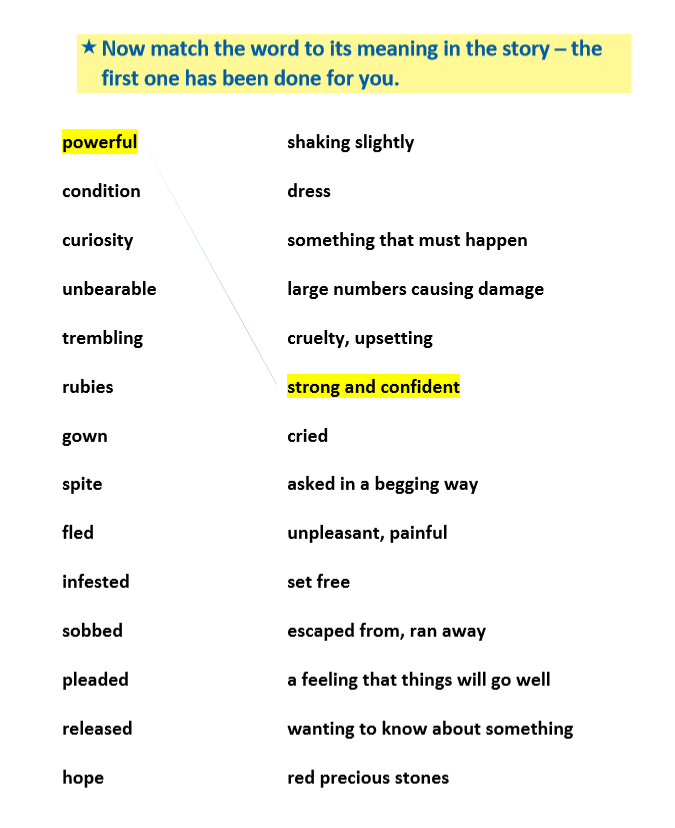 ★ Now match the word to its meaning in the story – the
first one has been done for you.
powerful shaking slightly
condition dress
curiosity something that must happen
unbearable large numbers causing damage
trembling cruelty, upsetting
rubies strong and confident
gown cried
spite asked in a begging way
fled unpleasant, painful
infested set free
sobbed escaped from, ran away
pleaded a feeling that things will go well
released wanting to know about something
hope red precious stones